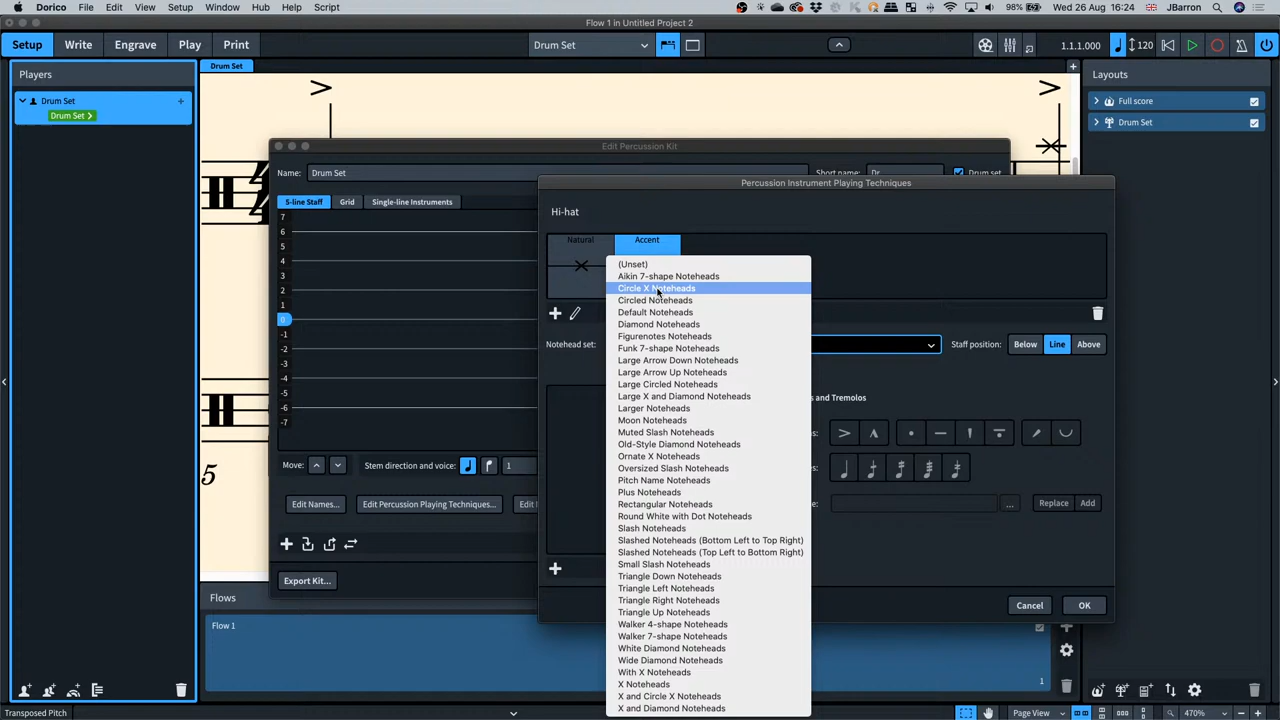 Dorico File Edit Setup Window Hub Help Script 98% Wed 26 Aug 16:24 JBarron
Flow 1 in Untitled Project 2
Setup Write Engrave Play Print Drum Set 1.1.1.000 120
Players
Drum Set
Layouts
Drum Set
Drum Set
Full score
Drum Set
Edit Percussion Kit
Name: Drum Set Short name: Dr. Drum set
5-line Staff Grid Single-line Instruments
7
6
5
4
3
2
1
0
-1
-2
-3
-4
-5
-6
-7
Move: Stem direction and voice: 1
Edit Names... Edit Percussion Playing Techniques...
Export Kit...
Percussion Instrument Playing Techniques
Hi-hat
Natural Accent
Notehead set: Staff position: Below Line Above
and Tremolos
... Replace Add
Cancel OK
(Unset)
Aikin 7-shape Noteheads
Circle X Noteheads
Circled Noteheads
Default Noteheads
Diamond Noteheads
Figurenotes Noteheads
Funk 7-shape Noteheads
Large Arrow Down Noteheads
Large Arrow Up Noteheads
Large Circled Noteheads
Large X and Diamond Noteheads
Larger Noteheads
Moon Noteheads
Muted Slash Noteheads
Old-Style Diamond Noteheads
Ornate X Noteheads
Oversized Slash Noteheads
Pitch Name Noteheads
Plus Noteheads
Rectangular Noteheads
Round White with Dot Noteheads
Slash Noteheads
Slashed Noteheads (Bottom Left to Top Right)
Slashed Noteheads (Top Left to Bottom Right)
Small Slash Noteheads
Triangle Down Noteheads
Triangle Left Noteheads
Triangle Right Noteheads
Triangle Up Noteheads
Walker 4-shape Noteheads
Walker 7-shape Noteheads
White Diamond Noteheads
Wide Diamond Noteheads
With X Noteheads
X Noteheads
X and Circle X Noteheads
X and Diamond Noteheads
5
Flows
Flow 1
1
Transposed Pitch Page View 470%